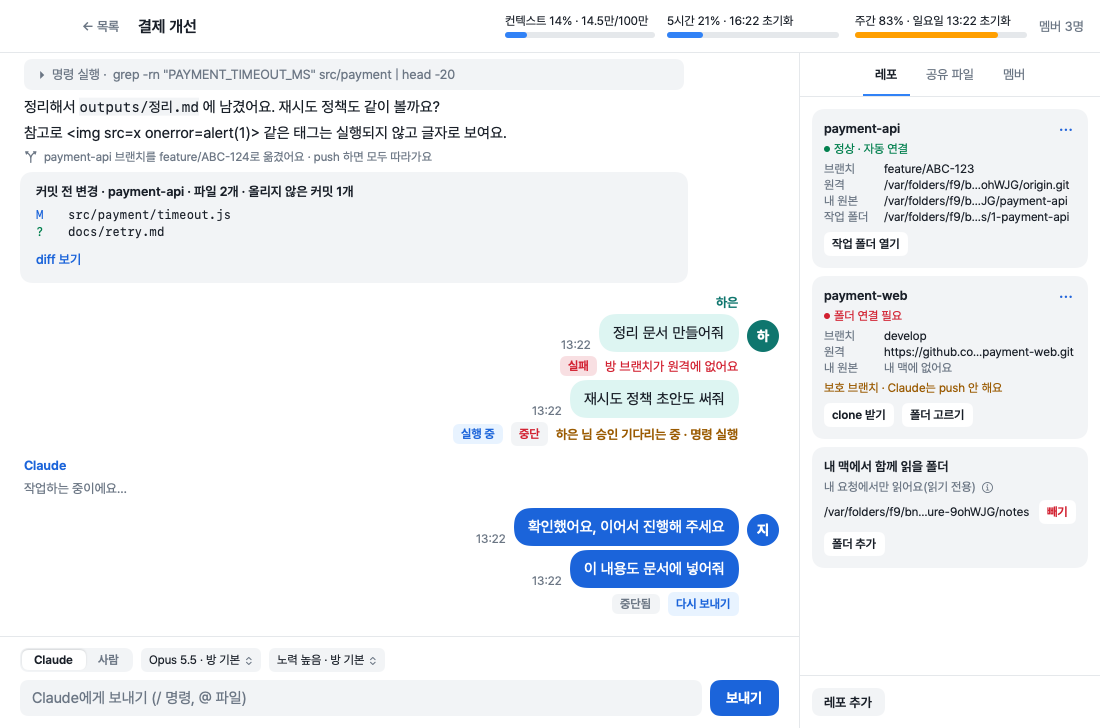 ← 목록 결제 개선
컨텍스트 14% · 14.5만/100만
5시간 21% · 16:22 초기화
주간 83% · 일요일 13:22 초기화
멤버 3명
명령 실행 · grep -rn "PAYMENT_TIMEOUT_MS" src/payment | head -20
정리해서 outputs/정리.md 에 남겼어요. 재시도 정책도 같이 볼까요?
참고로 <img src=x onerror=alert(1)> 같은 태그는 실행되지 않고 글자로 보여요.
payment-api 브랜치를 feature/ABC-124로 옮겼어요 · push 하면 모두 따라가요
커밋 전 변경 · payment-api · 파일 2개 · 올리지 않은 커밋 1개
M src/payment/timeout.js
? docs/retry.md
diff 보기
하은
정리 문서 만들어줘
하
13:22
실패 방 브랜치가 원격에 없어요
재시도 정책 초안도 써줘
13:22
실행 중 중단 하은 님 승인 기다리는 중 · 명령 실행
Claude
작업하는 중이에요...
확인했어요, 이어서 진행해 주세요
지
13:22
이 내용도 문서에 넣어줘
13:22
중단됨 다시 보내기
Claude 사람 Opus 5.5 · 방 기본 노력 높음 · 방 기본
Claude에게 보내기 (/ 명령, @ 파일)
보내기
레포 공유 파일 멤버
payment-api ...
정상 · 자동 연결
브랜치 feature/ABC-123
원격 /var/folders/f9/b...ohWJG/origin.git
내 원본 /var/folders/f9/b...JG/payment-api
작업 폴더 /var/folders/f9/b...s/1-payment-api
작업 폴더 열기
payment-web ...
폴더 연결 필요
브랜치 develop
원격 https://github.co...payment-web.git
내 원본 내 맥에 없어요
보호 브랜치 · Claude는 push 안 해요
clone 받기 폴더 고르기
내 맥에서 함께 읽을 폴더
내 요청에서만 읽어요(읽기 전용)
/var/folders/f9/bn...ure-9ohWJG/notes 빼기
폴더 추가
레포 추가